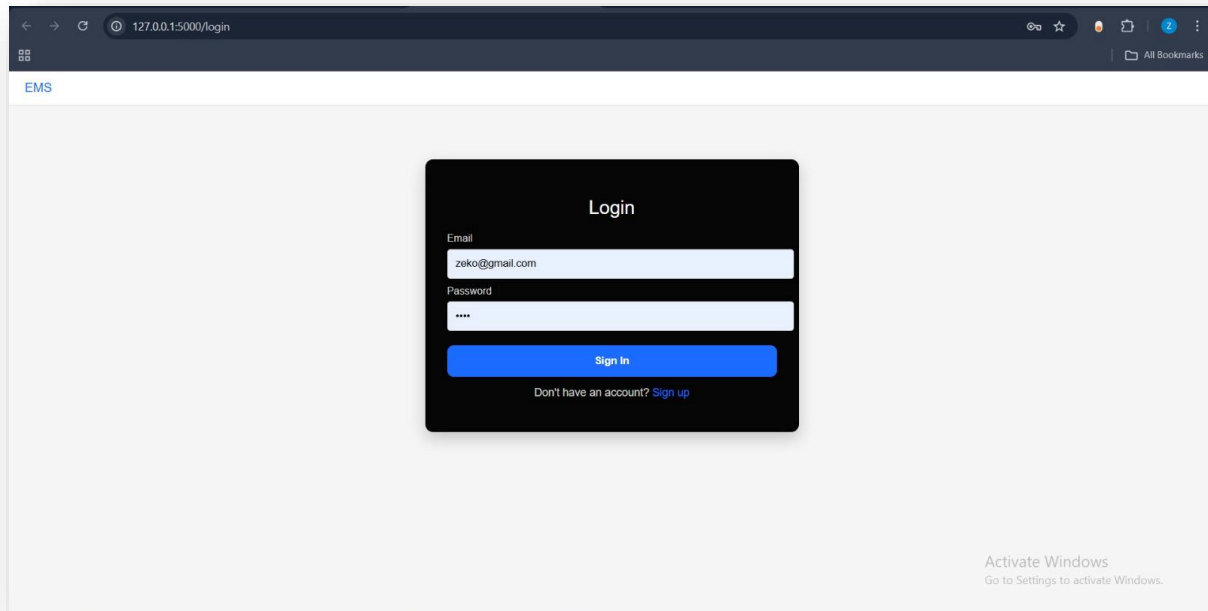 127.0.0.1:5000/login
Z
All Bookmarks
EMS
Login
Email
zeko@gmail.com
Password
••••
Sign In
Don't have an account? Sign up
Activate Windows
Go to Settings to activate Windows.